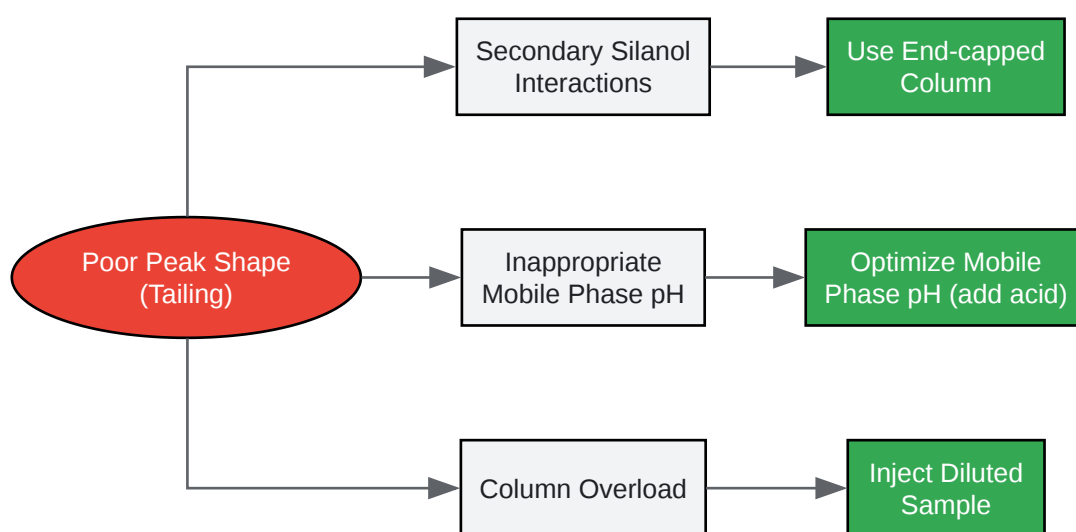 Secondary Silanol
Interactions
Use End-capped
Column
Poor Peak Shape
(Tailing)
Inappropriate
Mobile Phase pH
Optimize Mobile
Phase pH (add acid)
Column Overload
Inject Diluted
Sample